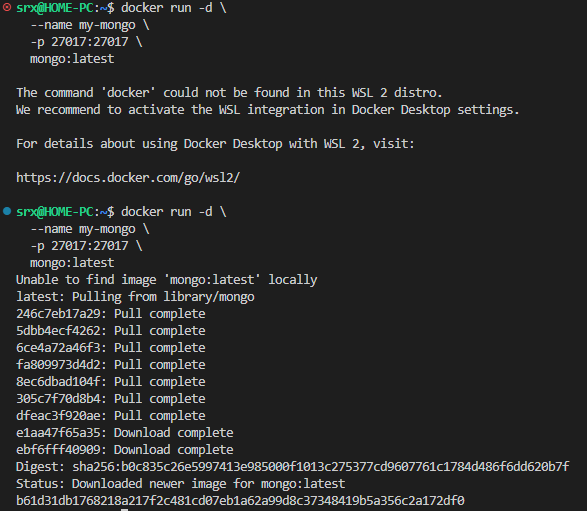 srx@HOME-PC:~$ docker run -d \
  --name my-mongo \
  -p 27017:27017 \
  mongo:latest

The command 'docker' could not be found in this WSL 2 distro.
We recommend to activate the WSL integration in Docker Desktop settings.

For details about using Docker Desktop with WSL 2, visit:

https://docs.docker.com/go/wsl2/

srx@HOME-PC:~$ docker run -d \
  --name my-mongo \
  -p 27017:27017 \
  mongo:latest
Unable to find image 'mongo:latest' locally
latest: Pulling from library/mongo
246c7eb17a29: Pull complete
5dbb4ecf4262: Pull complete
6ce4a72a46f3: Pull complete
fa809973d4d2: Pull complete
8ec6dbad104f: Pull complete
305c7f70d8b4: Pull complete
dfeac3f920ae: Pull complete
e1aa47f65a35: Download complete
ebf6fff40909: Download complete
Digest: sha256:b0c835c26e5997413e985000f1013c275377cd9607761c1784d486f6dd620b7f
Status: Downloaded newer image for mongo:latest
b61d31db1768218a217f2c481cd07eb1a62a99d8c37348419b5a356c2a172df0